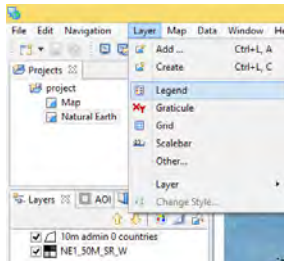 File Edit Navigation Layer Map Data Window
Projects
project
Map
Natural Earth
Add ... Ctrl+L, A
Create Ctrl+L, C
Legend
Graticule
Grid
Scalebar
Other...
Layer
Change Style...
Layers AOI
10m admin 0 countries
NE1_50M_SR_W